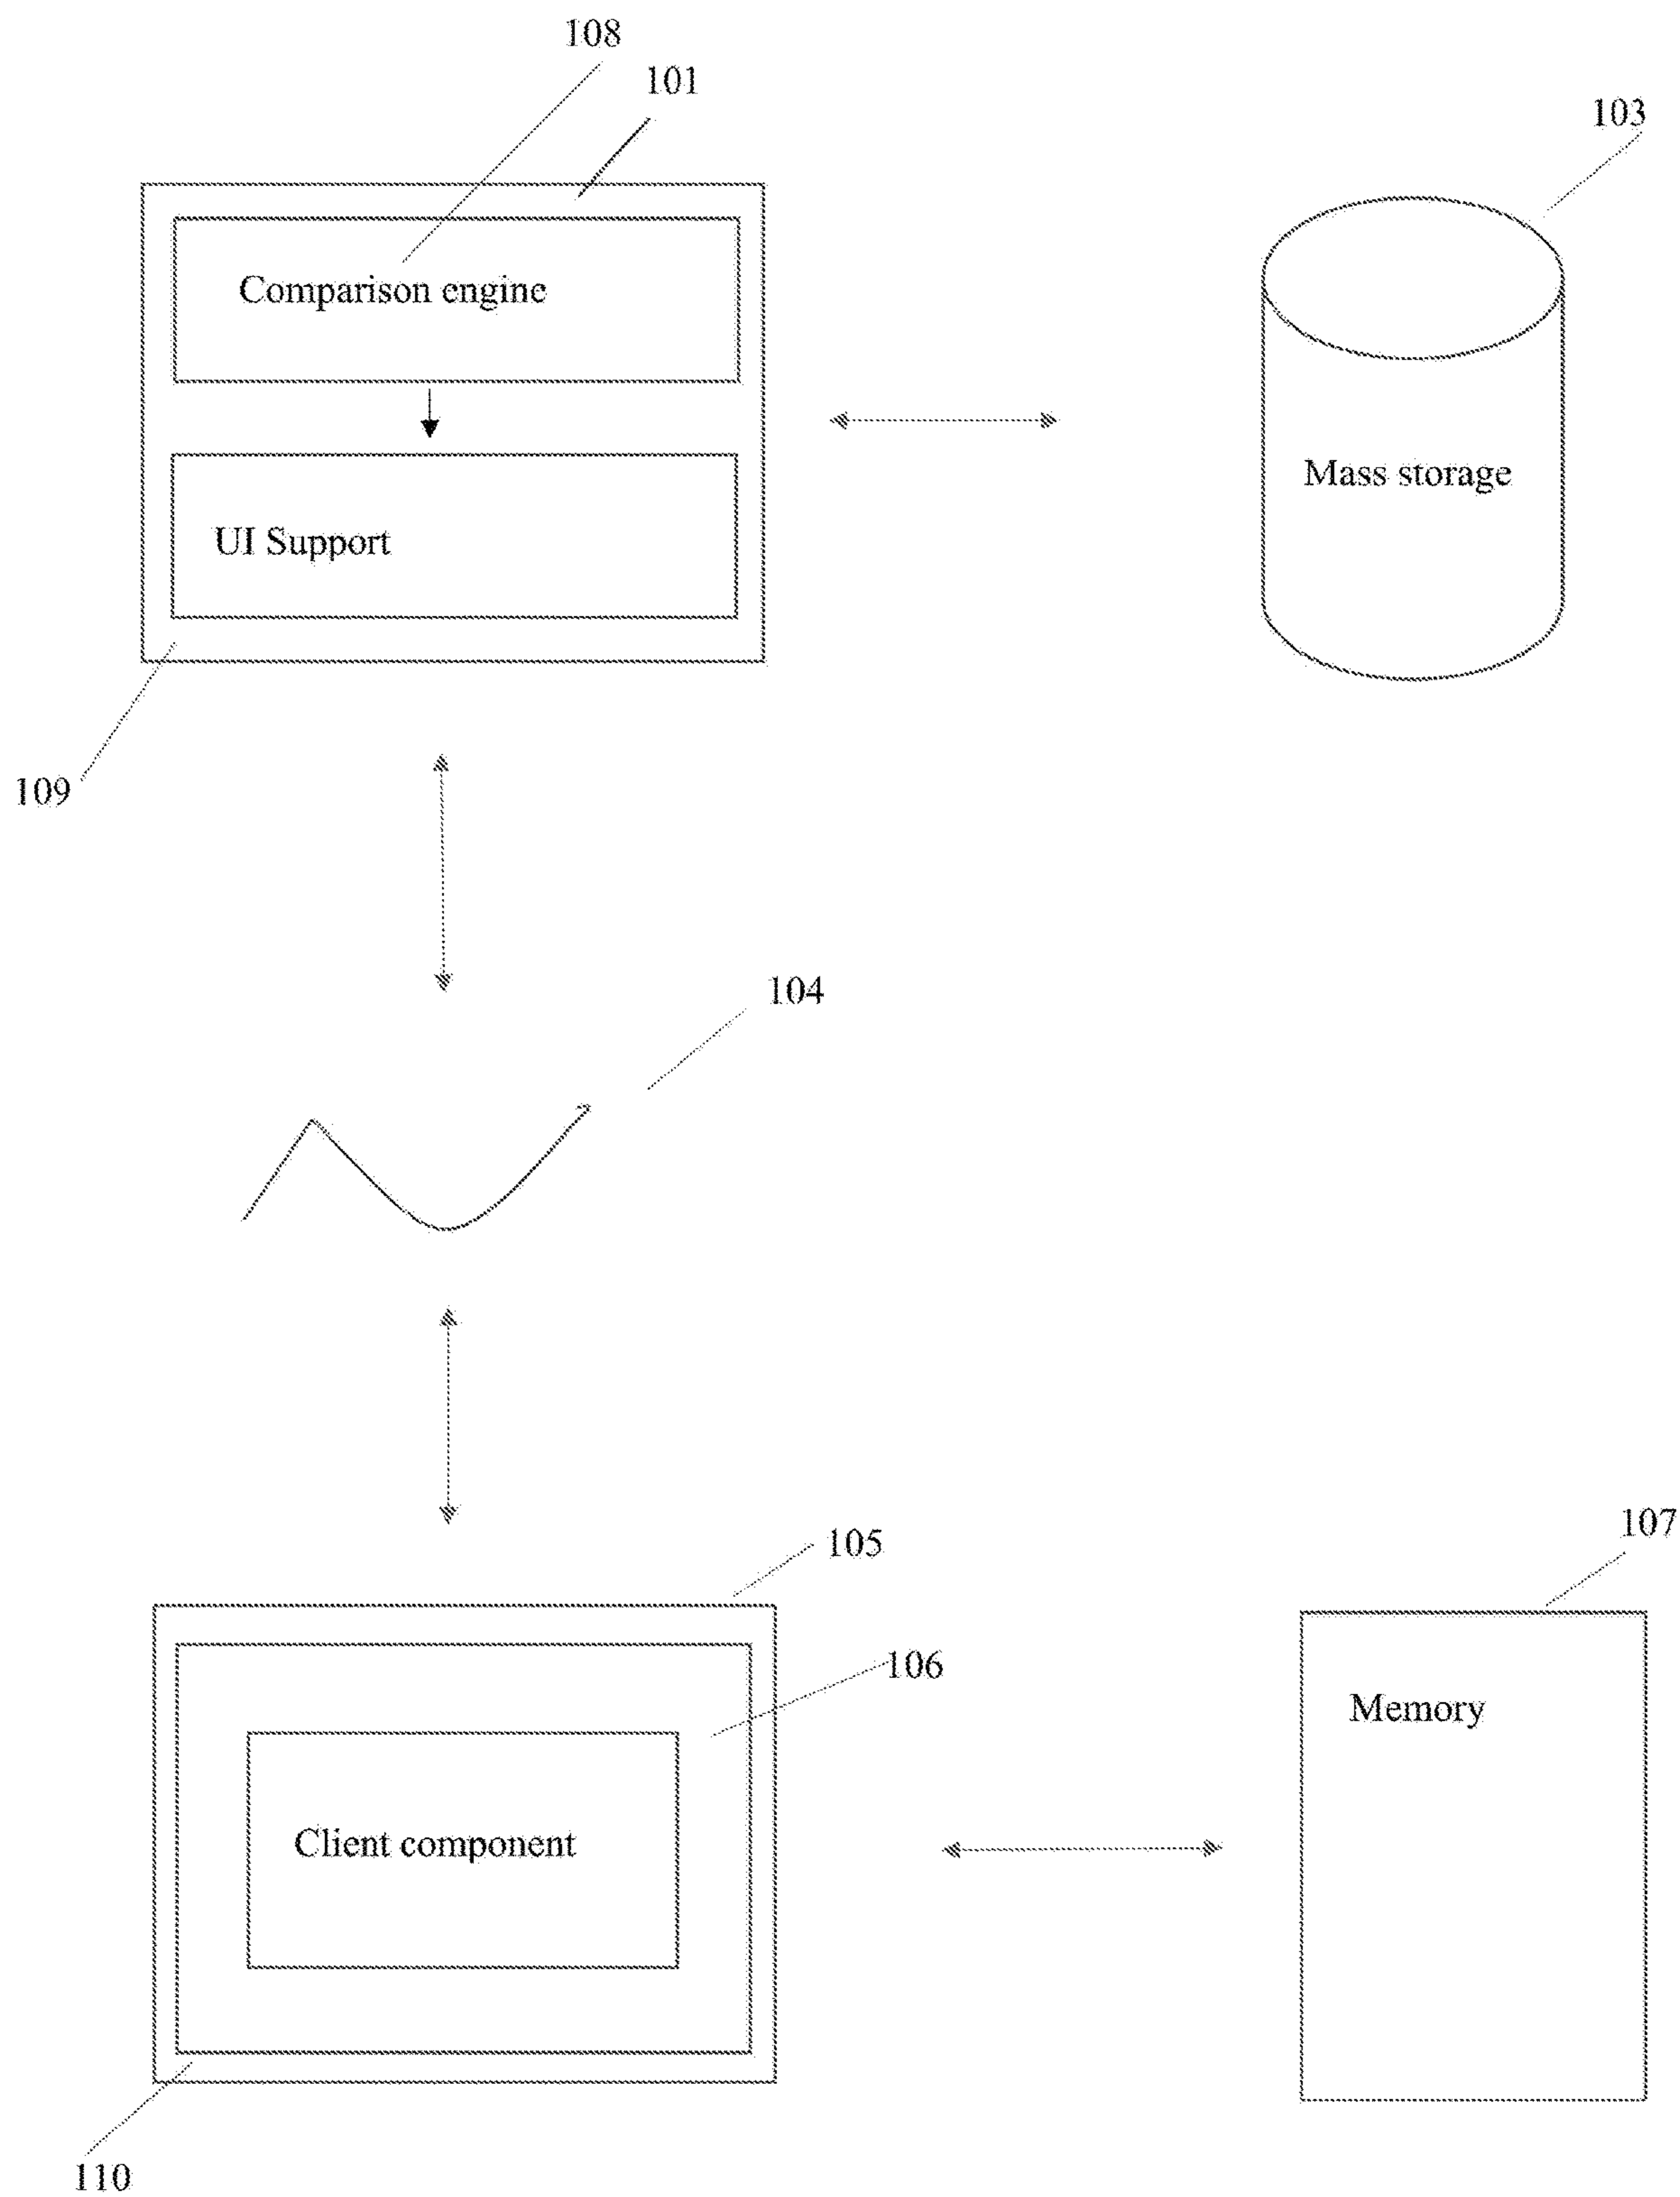 108
101
103
Comparison engine
Mass storage
UI Support
109
104
105
107
106
Memory
Client component
110